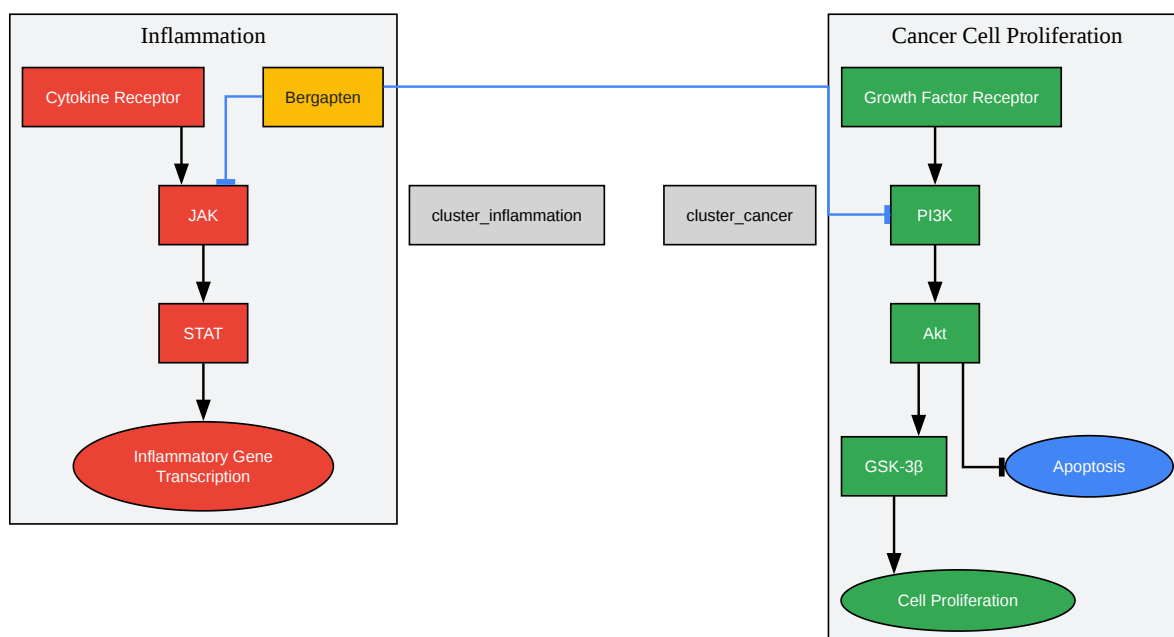 Inflammation
Cytokine Receptor
Bergapten
JAK
STAT
Inflammatory Gene
Transcription
cluster_inflammation
cluster_cancer
Cancer Cell Proliferation
Growth Factor Receptor
PI3K
Akt
GSK-3β
Apoptosis
Cell Proliferation